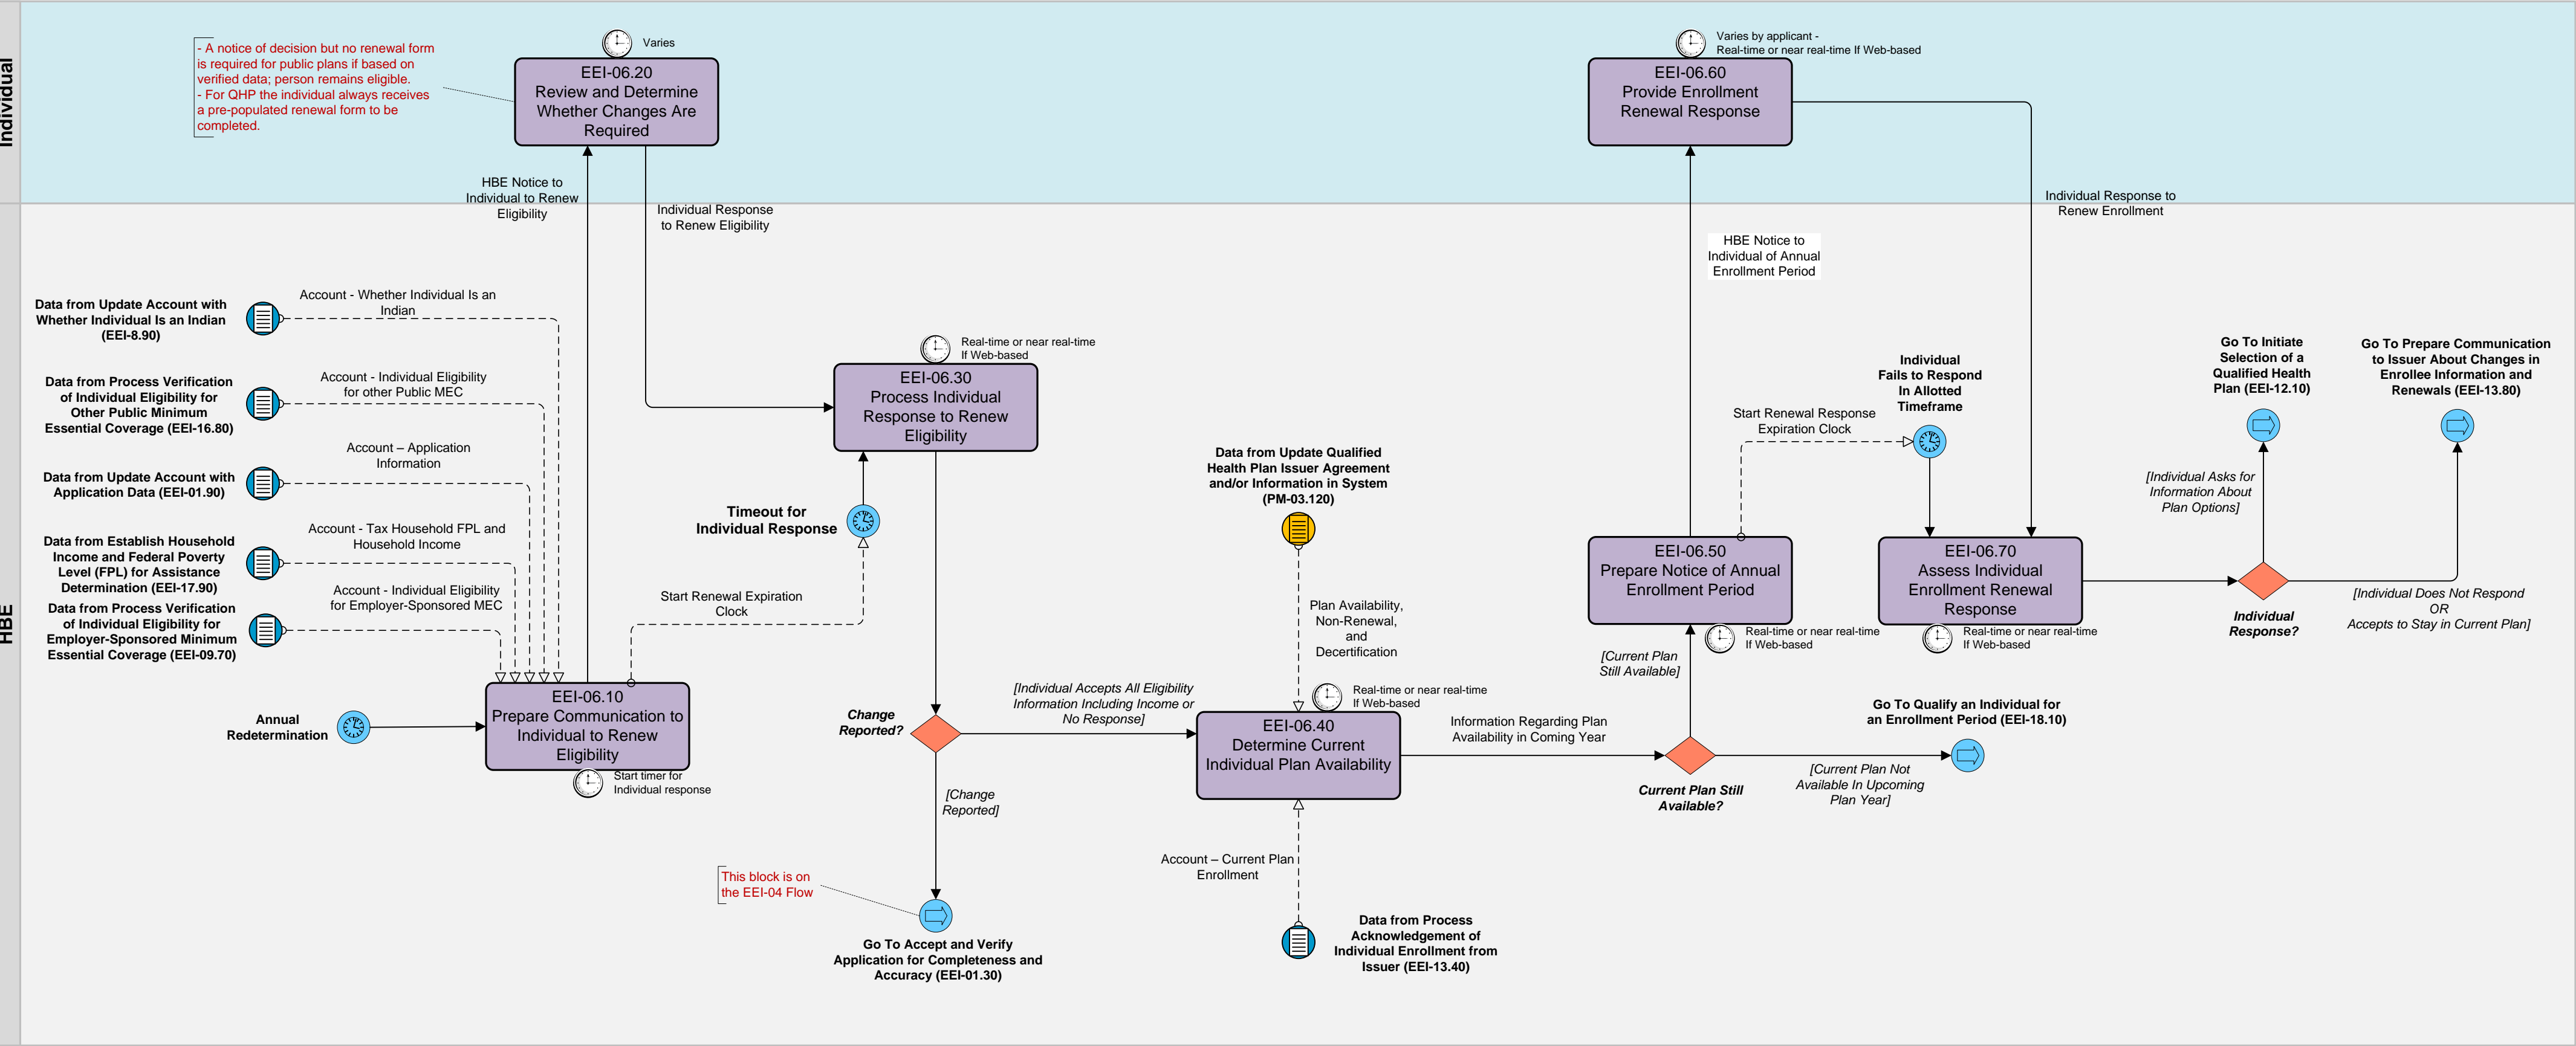 Individual
- A notice of decision but no renewal form
is required for public plans if based on
verified data; person remains eligible.
- For QHP the individual always receives
a pre-populated renewal form to be
completed.
Varies
EEI-06.20
Review and Determine
Whether Changes Are
Required
Varies by applicant -
Real-time or near real-time If Web-based
EEI-06.60
Provide Enrollment
Renewal Response
HBE Notice to
Individual to Renew
Eligibility
Individual Response
to Renew Eligibility
HBE Notice to
Individual of Annual
Enrollment Period
Individual Response to
Renew Enrollment
HBE
Data from Update Account with
Whether Individual Is an Indian
(EEI-8.90)
Account - Whether Individual Is an
Indian
Data from Process Verification
of Individual Eligibility for
Other Public Minimum
Essential Coverage (EEI-16.80)
Account - Individual Eligibility
for other Public MEC
Data from Update Account with
Application Data (EEI-01.90)
Account – Application
Information
Data from Establish Household
Income and Federal Poverty
Level (FPL) for Assistance
Determination (EEI-17.90)
Account - Tax Household FPL and
Household Income
Data from Process Verification
of Individual Eligibility for
Employer-Sponsored Minimum
Essential Coverage (EEI-09.70)
Account - Individual Eligibility
for Employer-Sponsored MEC
Annual
Redetermination
EEI-06.10
Prepare Communication to
Individual to Renew
Eligibility
Start timer for
Individual response
Start Renewal Expiration
Clock
Timeout for
Individual Response
Real-time or near real-time
If Web-based
EEI-06.30
Process Individual
Response to Renew
Eligibility
Change
Reported?
[Change
Reported]
This block is on
the EEI-04 Flow
Go To Accept and Verify
Application for Completeness and
Accuracy (EEI-01.30)
[Individual Accepts All Eligibility
Information Including Income or
No Response]
Data from Update Qualified
Health Plan Issuer Agreement
and/or Information in System
(PM-03.120)
Plan Availability,
Non-Renewal,
and
Decertification
Real-time or near real-time
If Web-based
EEI-06.40
Determine Current
Individual Plan Availability
Account – Current Plan
Enrollment
Data from Process
Acknowledgement of
Individual Enrollment from
Issuer (EEI-13.40)
Information Regarding Plan
Availability in Coming Year
Current Plan Still
Available?
[Current Plan
Still Available]
[Current Plan Not
Available In Upcoming
Plan Year]
Go To Qualify an Individual for
an Enrollment Period (EEI-18.10)
EEI-06.50
Prepare Notice of Annual
Enrollment Period
Real-time or near real-time
If Web-based
Start Renewal Response
Expiration Clock
Individual
Fails to Respond
In Allotted
Timeframe
EEI-06.70
Assess Individual
Enrollment Renewal
Response
Real-time or near real-time
If Web-based
Individual
Response?
[Individual Asks for
Information About
Plan Options]
Go To Initiate
Selection of a
Qualified Health
Plan (EEI-12.10)
[Individual Does Not Respond
OR
Accepts to Stay in Current Plan]
Go To Prepare Communication
to Issuer About Changes in
Enrollee Information and
Renewals (EEI-13.80)